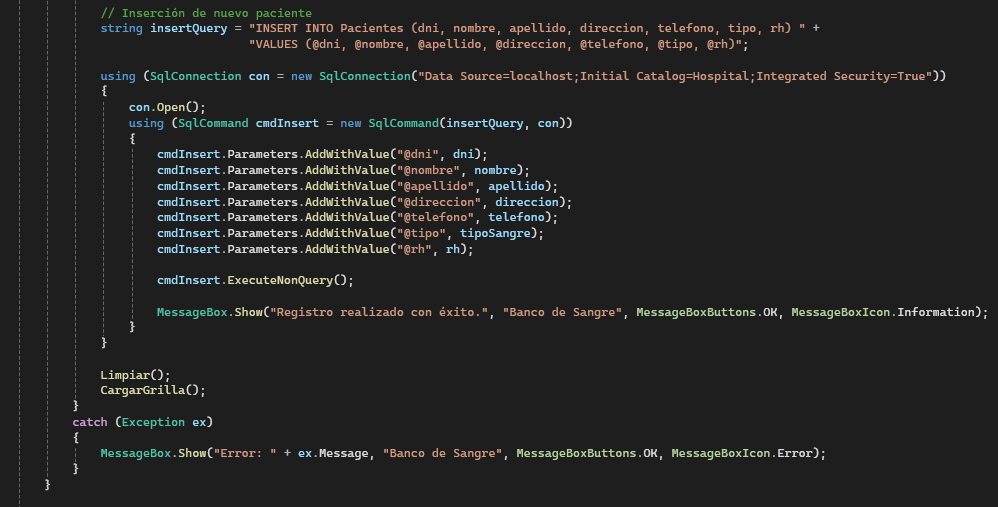 // Inserción de nuevo paciente
string insertQuery = "INSERT INTO Pacientes (dni, nombre, apellido, direccion, telefono, tipo, rh) " +
"VALUES (@dni, @nombre, @apellido, @direccion, @telefono, @tipo, @rh)";
using (SqlConnection con = new SqlConnection("Data Source=localhost;Initial Catalog=Hospital;Integrated Security=True"))
{
con.Open();
using (SqlCommand cmdInsert = new SqlCommand(insertQuery, con))
{
cmdInsert.Parameters.AddWithValue("@dni", dni);
cmdInsert.Parameters.AddWithValue("@nombre", nombre);
cmdInsert.Parameters.AddWithValue("@apellido", apellido);
cmdInsert.Parameters.AddWithValue("@direccion", direccion);
cmdInsert.Parameters.AddWithValue("@telefono", telefono);
cmdInsert.Parameters.AddWithValue("@tipo", tipoSangre);
cmdInsert.Parameters.AddWithValue("@rh", rh);
cmdInsert.ExecuteNonQuery();
MessageBox.Show("Registro realizado con éxito.", "Banco de Sangre", MessageBoxButtons.OK, MessageBoxIcon.Information);
}
}
Limpiar();
CargarGrilla();
}
catch (Exception ex)
{
MessageBox.Show("Error: " + ex.Message, "Banco de Sangre", MessageBoxButtons.OK, MessageBoxIcon.Error);
}
}